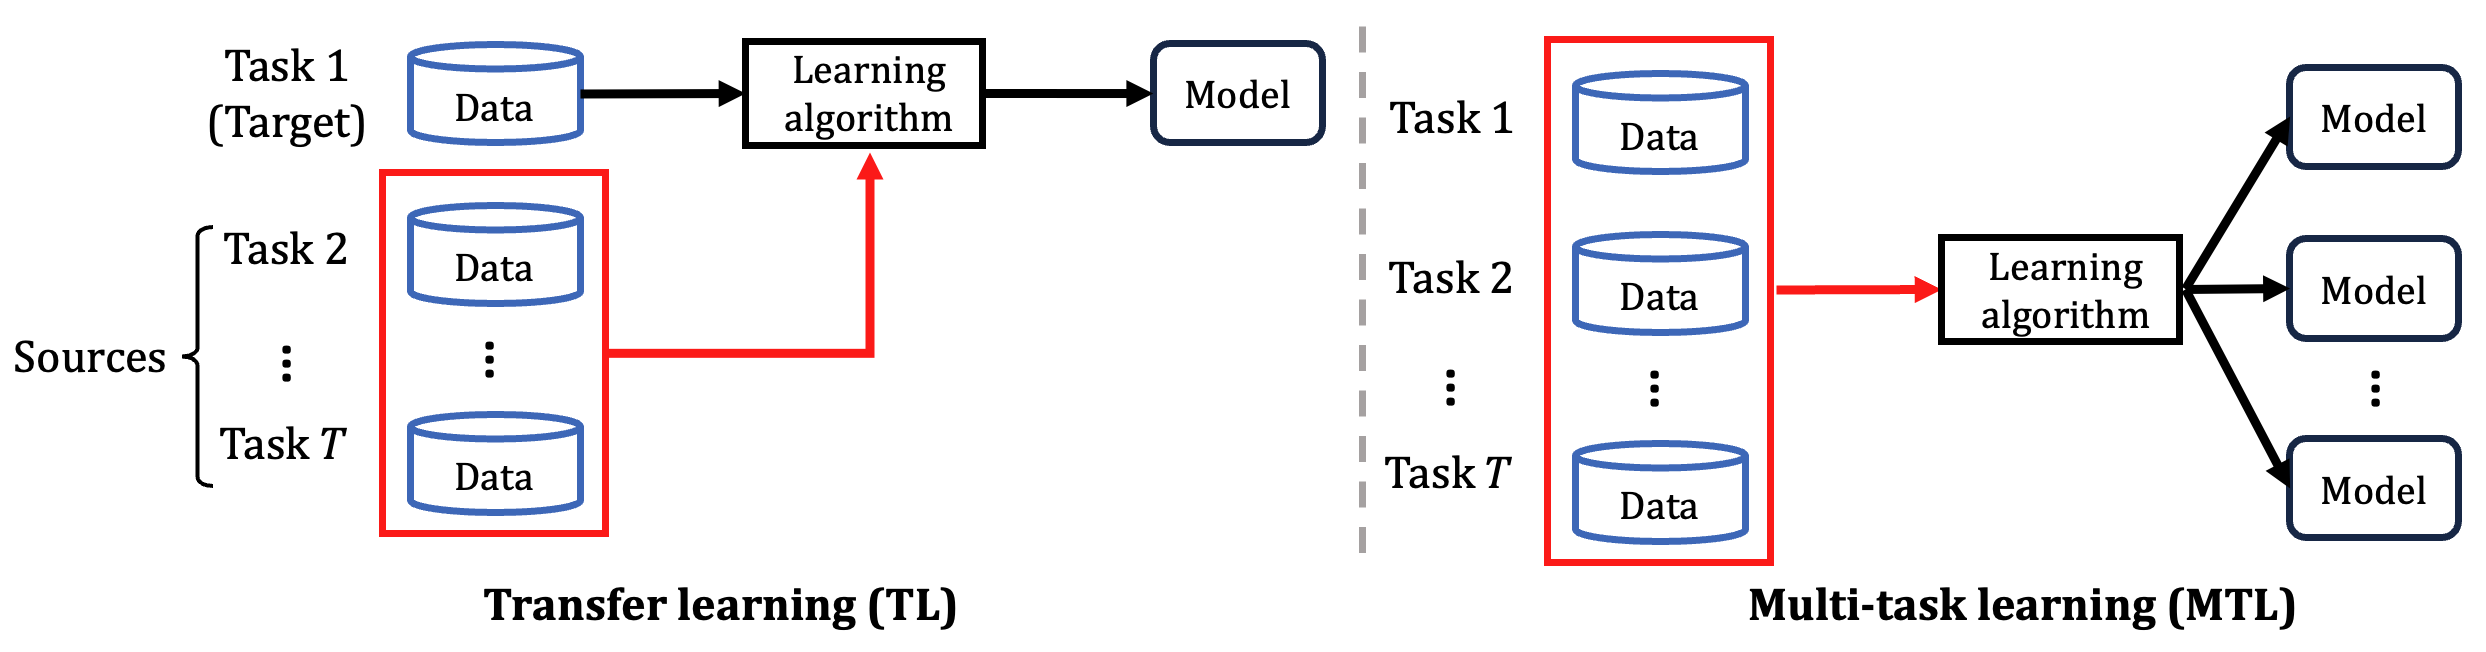 Task 1
(Target)
Data
Learning
algorithm
Model
Sources
Task 2
Data
Task T
Data
Transfer learning (TL)
Task 1
Data
Task 2
Data
Task T
Data
Learning
algorithm
Model
Model
Model
Multi-task learning (MTL)